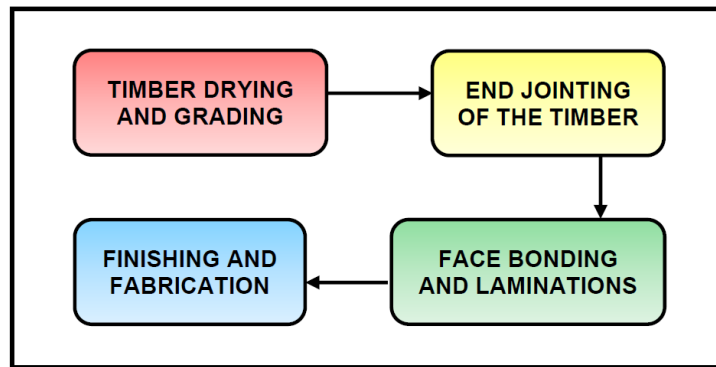 TIMBER DRYING
AND GRADING
END JOINTING
OF THE TIMBER
FACE BONDING
AND LAMINATIONS
FINISHING AND
FABRICATION